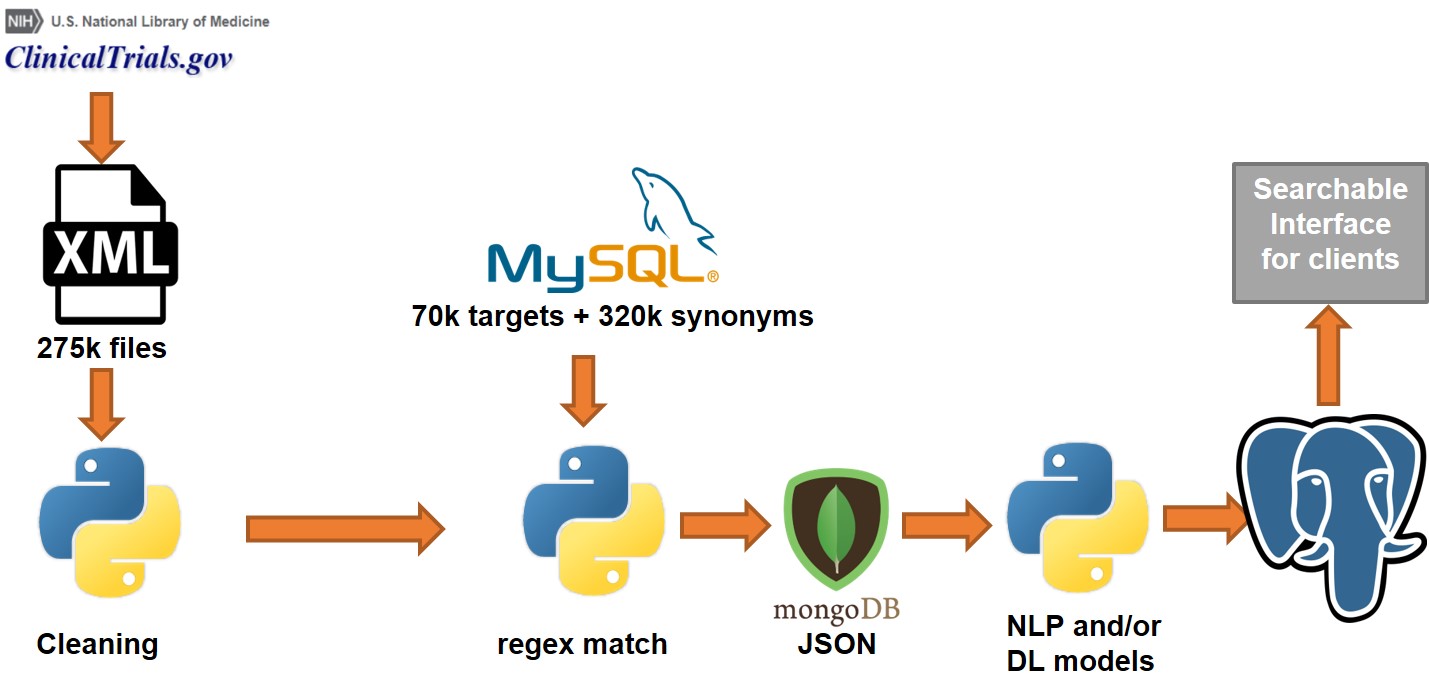 NIH U.S. National Library of Medicine
ClinicalTrials.gov
XML
275k files
MySQL®
70k targets + 320k synonyms
Searchable
Interface
for clients
mongoDB
Cleaning
regex match
JSON
NLP and/or
DL models